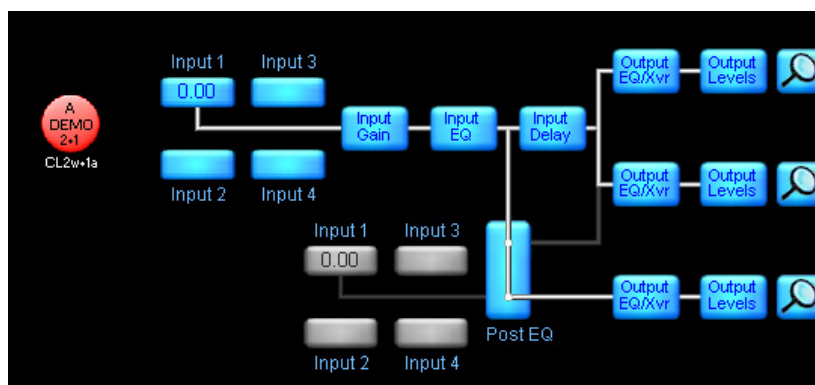 Input 1 Input 3
0.00
A
DEMO
2+1
CL2w+1a
Input 2 Input 4
Input
Gain
Input
EQ
Input
Delay
Output
EQ/Xvr
Output
Levels
Output
EQ/Xvr
Output
Levels
Input 1 Input 3
0.00
Input 2 Input 4
Post EQ
Output
EQ/Xvr
Output
Levels